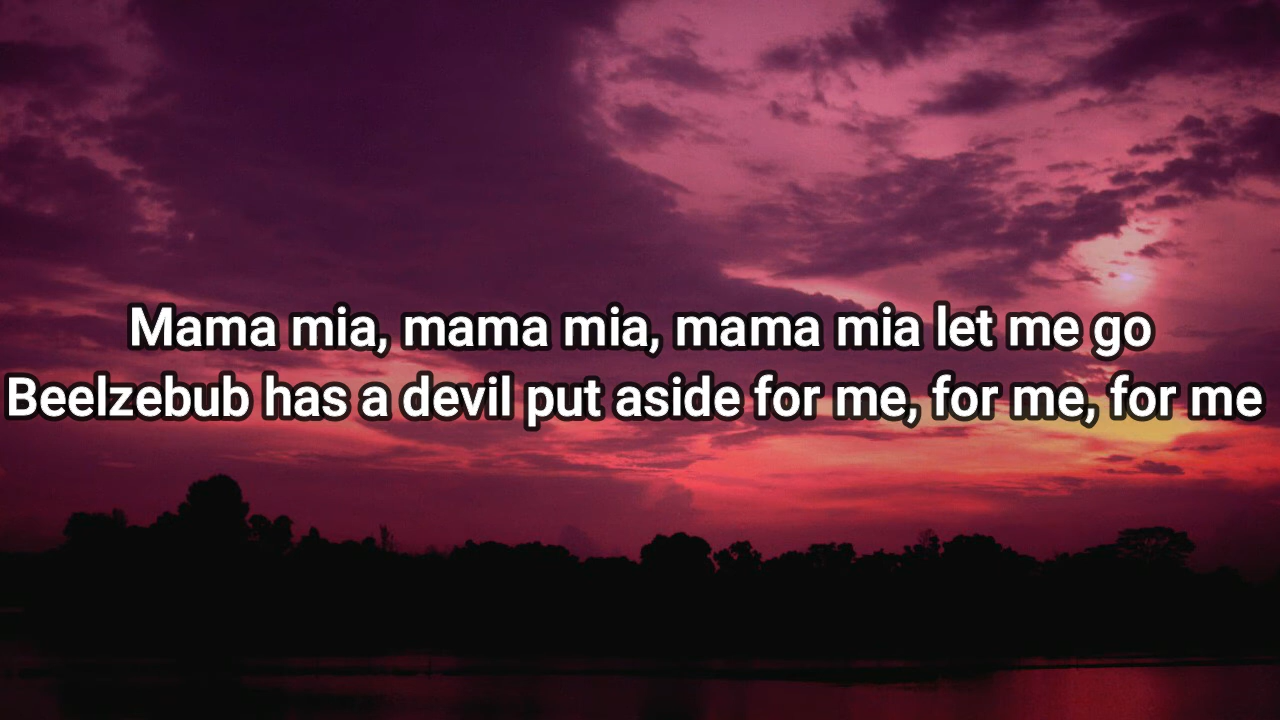 Mama mia, mama mia, mama mia let me go
Beelzebub has a devil put aside for me, for me, for me